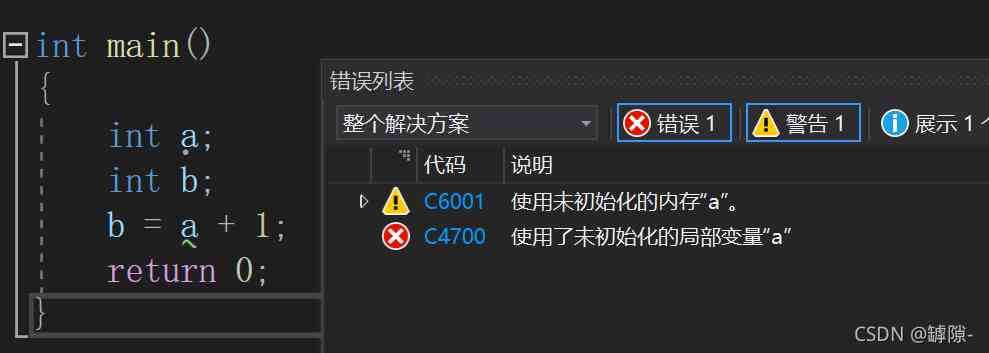 int main()
{
int a;
int b;
b = a + 1;
return 0;
}
错误列表
整个解决方案
错误 1
警告 1
展示 1 个
代码
说明
C6001
使用未初始化的内存“a”。
C4700
使用了未初始化的局部变量“a”
CSDN @罅隙-